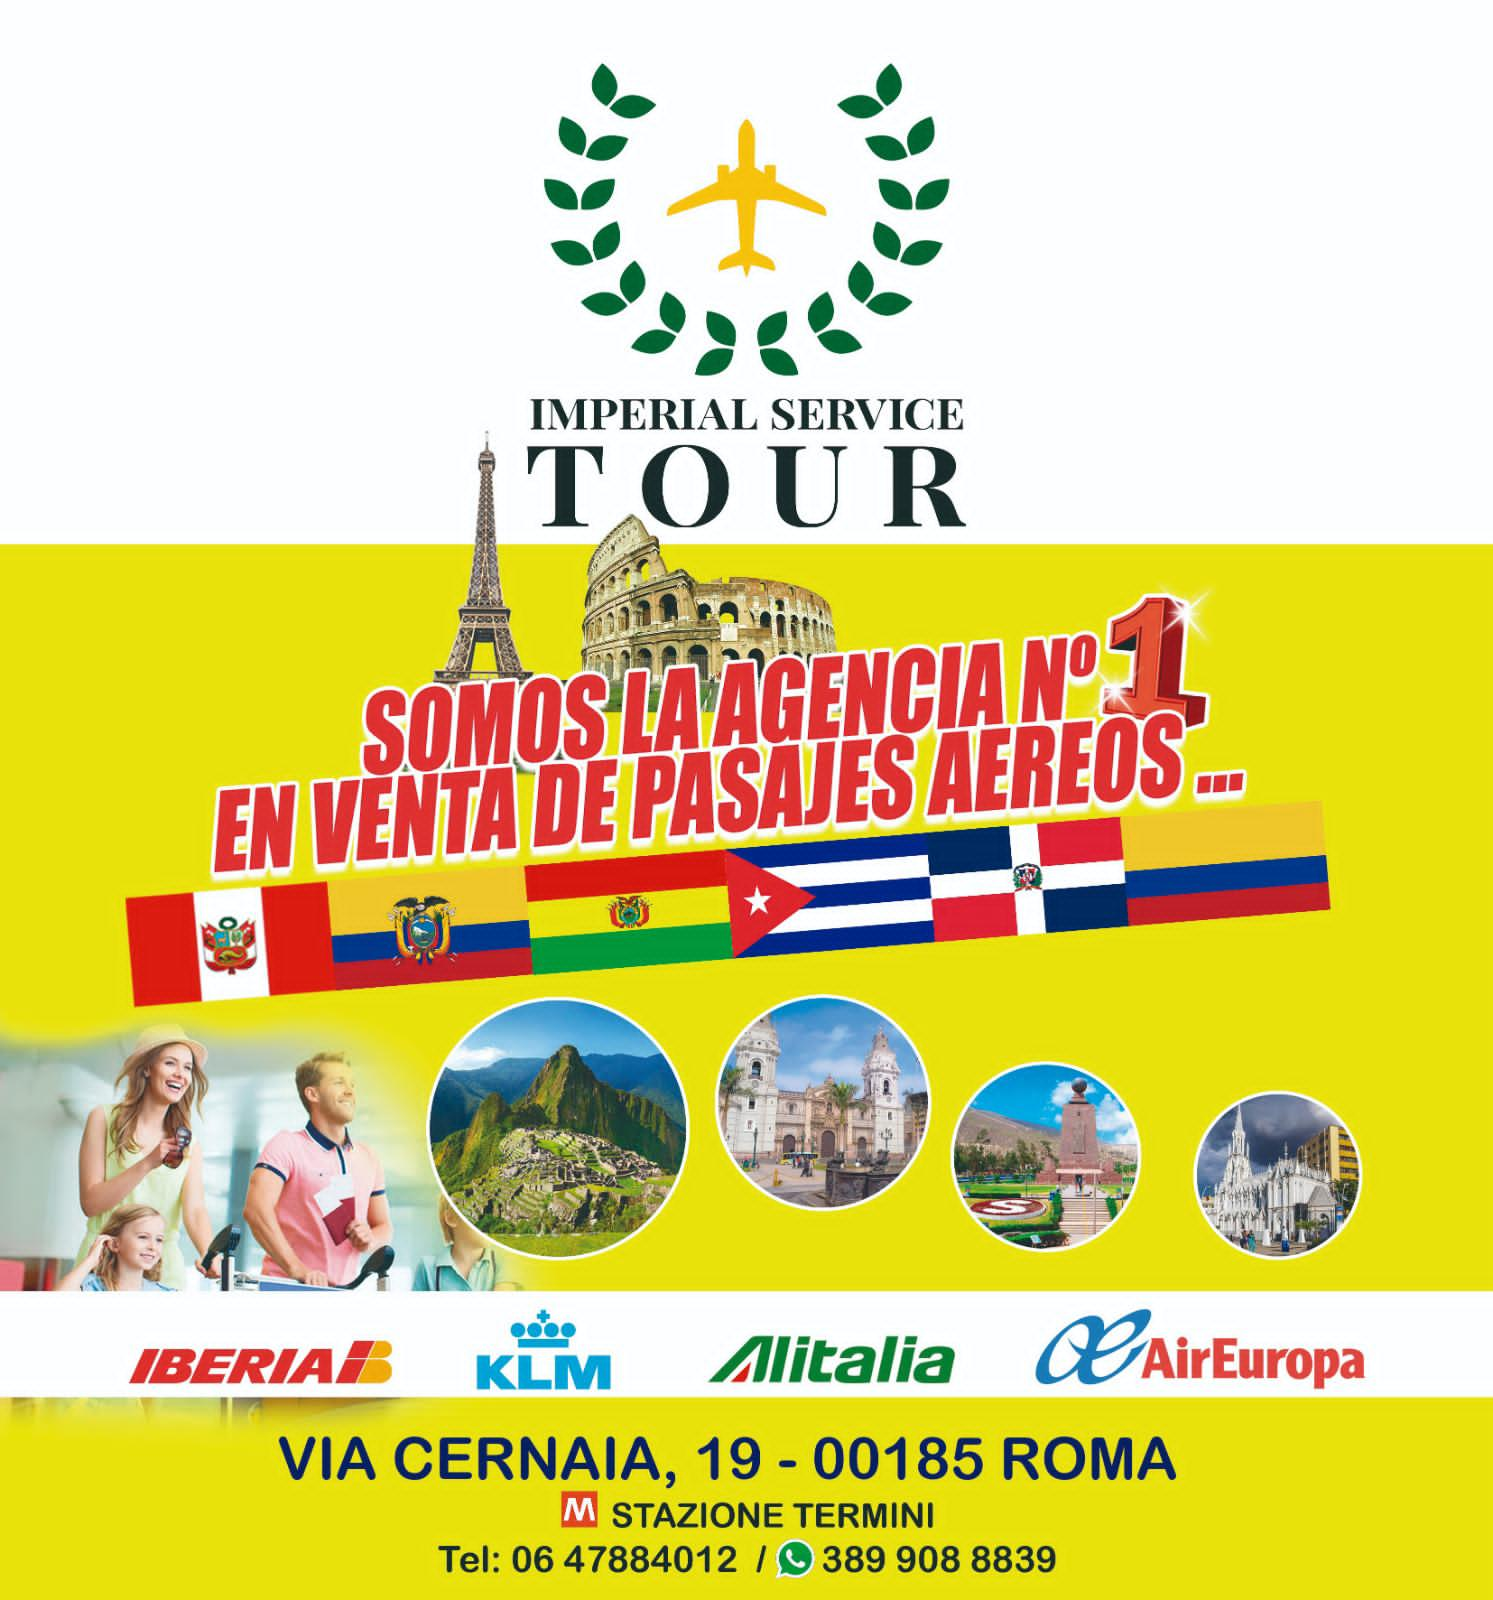 IMPERIAL SERVICE
TOUR
SOMOS LA AGENCIA Nº 1
EN VENTA DE PASAJES AEREOS ...
IBERIA
KLM
Alitalia
AirEuropa
VIA CERNAIA, 19 - 00185 ROMA
M STAZIONE TERMINI
Tel: 06 47884012 / 389 908 8839